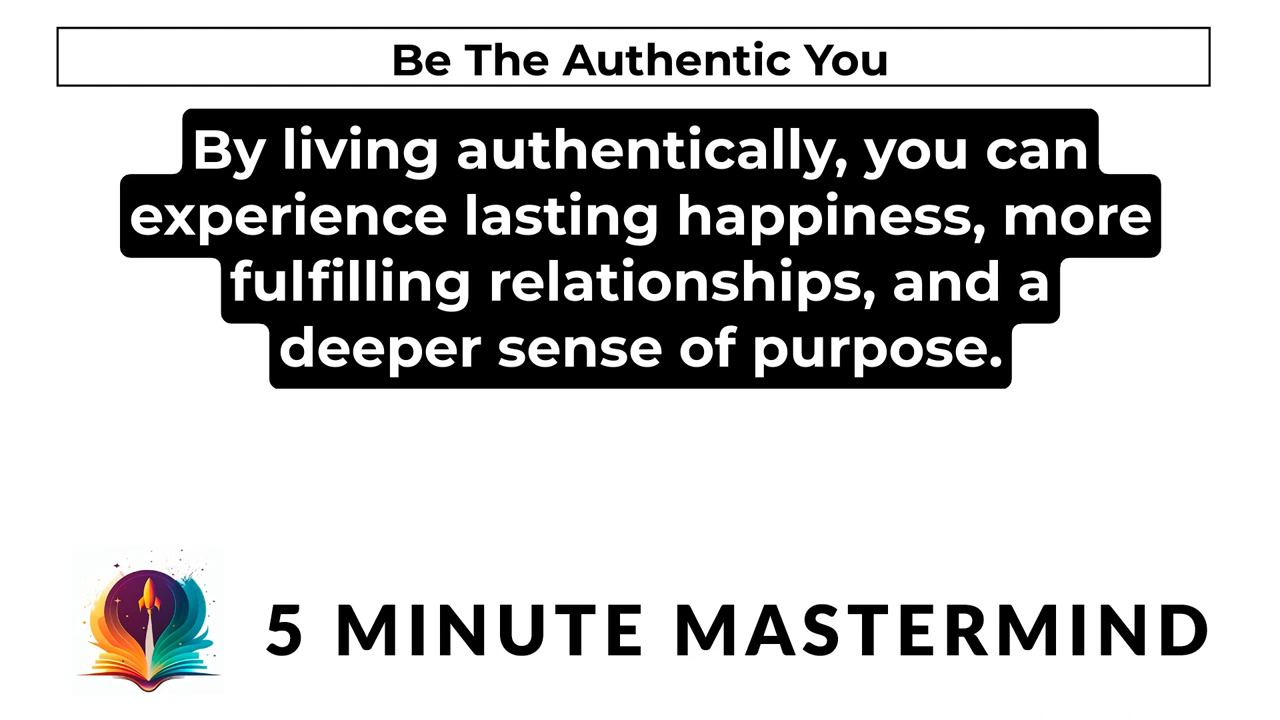 Be The Authentic You
By living authentically, you can
experience lasting happiness, more
fulfilling relationships, and a
deeper sense of purpose.
5 MINUTE MASTERMIND